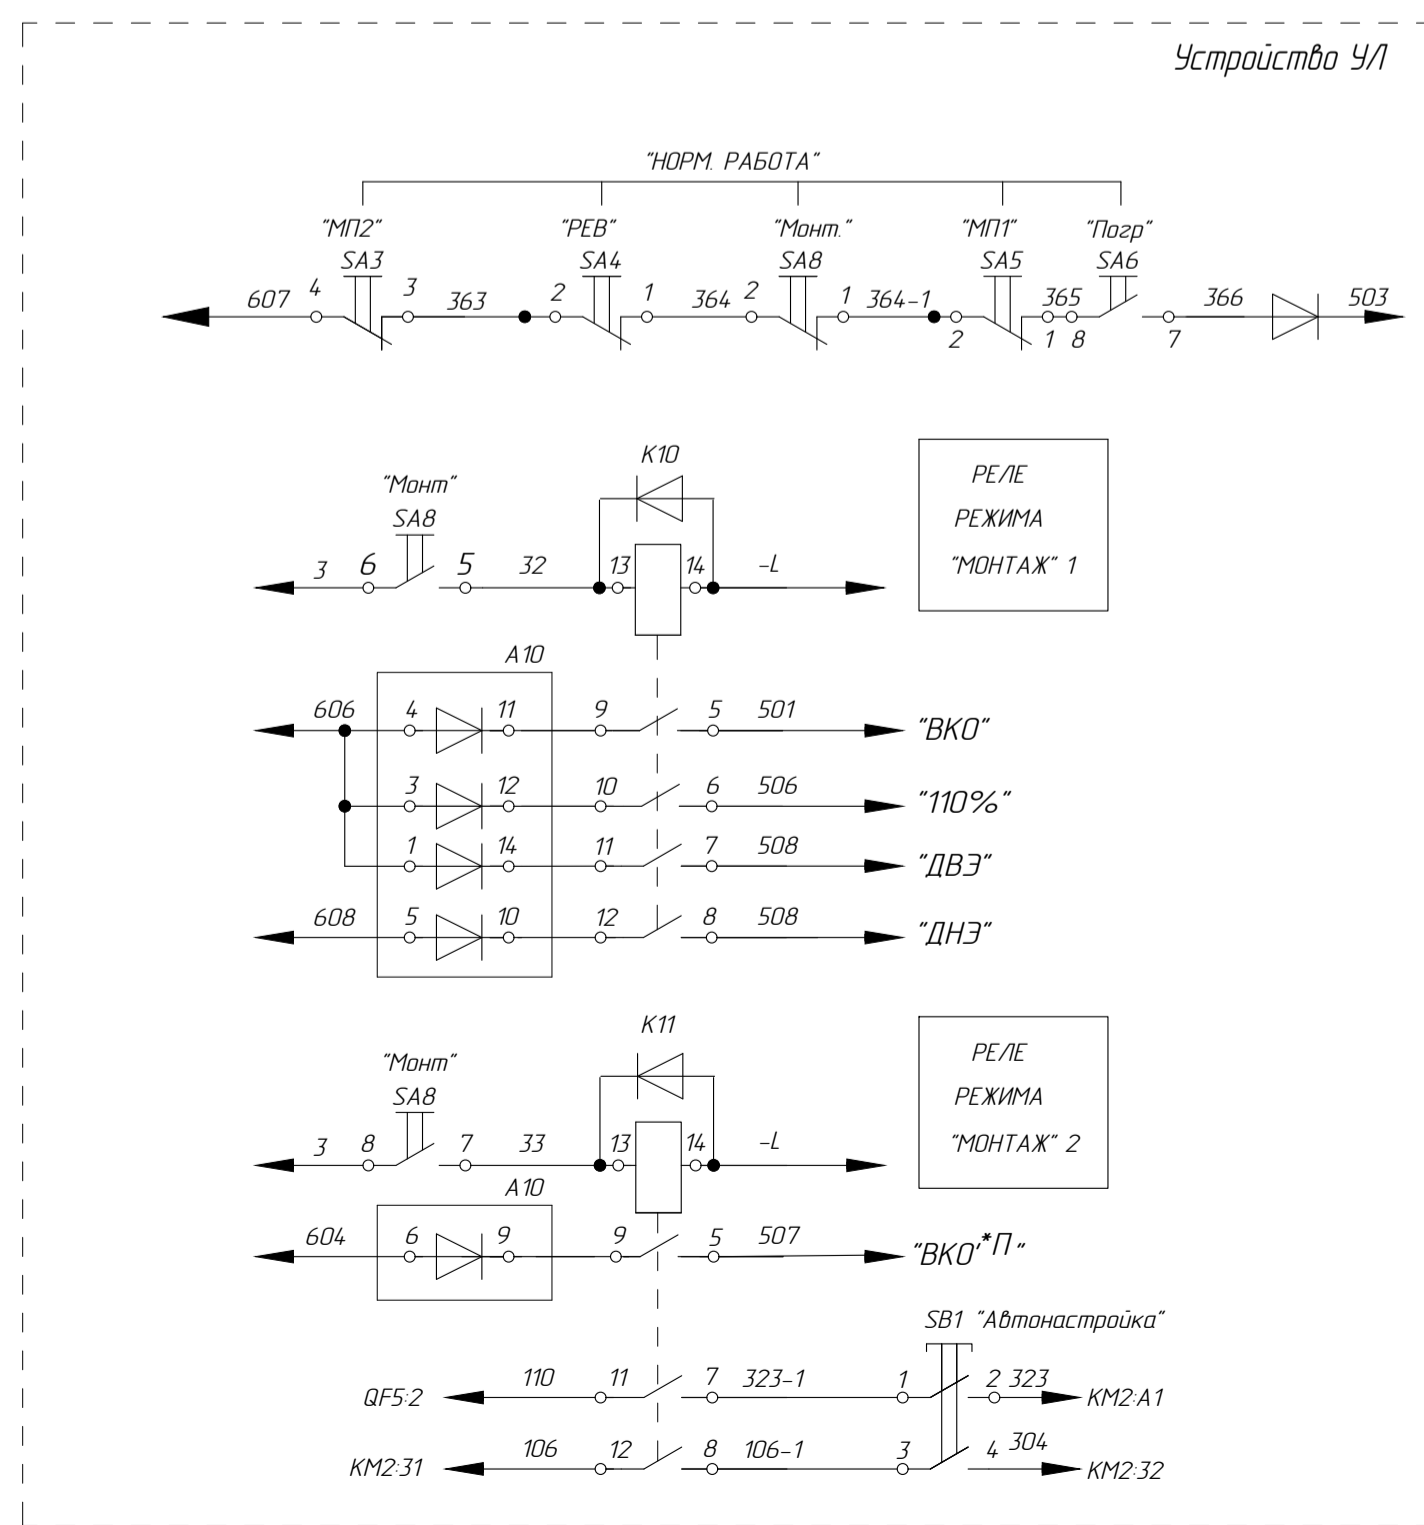 Устройство УЛ
"НОРМ. РАБОТА"
"МП2" "РЕВ" "Монт." "МП1" "Погр"
SA3 SA4 SA8 SA5 SA6
607 4 3 363 2 1 364 2 1 364-1 2 1 365 8 7 366 503
K10
"Монт"
SA8
3 6 5 32 13 14 -L
РЕЛЕ
РЕЖИМА
"МОНТАЖ" 1
A10
606 4 11 9 5 501 "ВКО"
3 12 10 6 506 "110%"
1 14 11 7 508 "ДВЭ"
608 5 10 12 8 508 "ДНЭ"
K11
"Монт"
SA8
3 8 7 33 13 14 -L
РЕЛЕ
РЕЖИМА
"МОНТАЖ" 2
A10
604 6 9 9 5 507 "ВКО'*П"
SB1 "Автонастройка"
QF5:2 110 11 7 323-1 1 2 323 KM2:A1
KM2:31 106 12 8 106-1 3 4 304 KM2:32